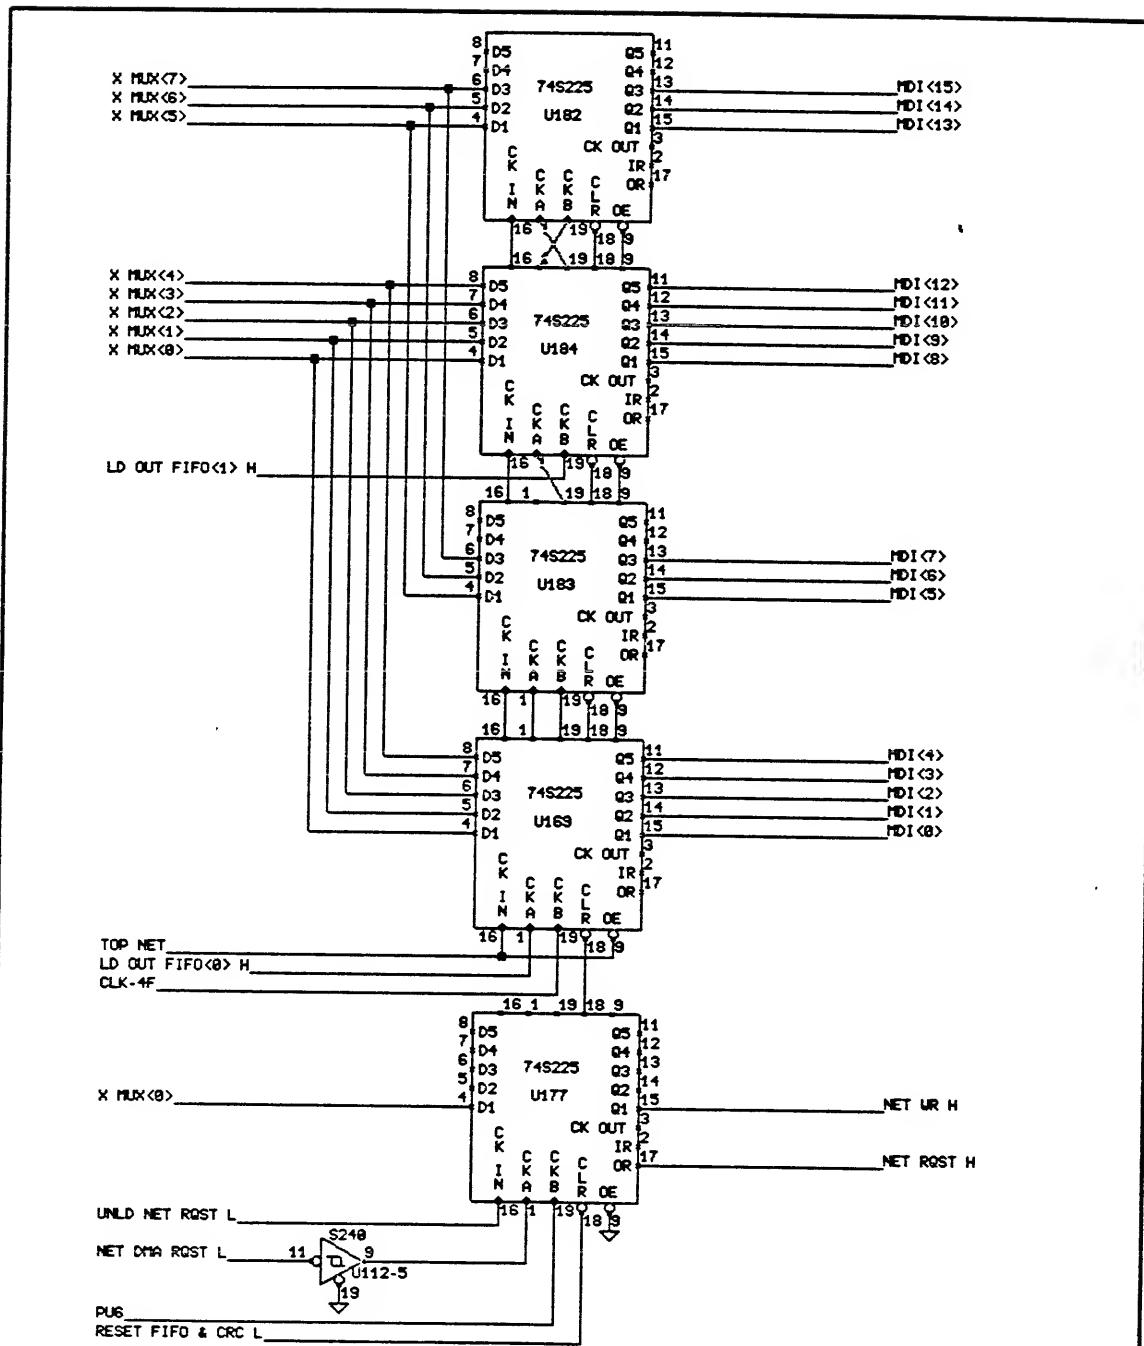 8 D5 Q5 11
7 D4 Q4 12
X MUX<7> 6 D3 74S225 Q3 13 MDI<15>
X MUX<6> 5 D2 Q2 14 MDI<14>
X MUX<5> 4 D1 U182 Q1 15 MDI<13>
CK OUT 3
IR 2
OR 17
CK IN CKA CKB CLR OE
16 19 18 9
16 19 18 9
X MUX<4> 8 D5 Q5 11 MDI<12>
X MUX<3> 7 D4 Q4 12 MDI<11>
X MUX<2> 6 D3 74S225 Q3 13 MDI<10>
X MUX<1> 5 D2 U184 Q2 14 MDI<9>
X MUX<0> 4 D1 Q1 15 MDI<8>
CK OUT 3
IR 2
OR 17
CK IN CKA CKB CLR OE
LD OUT FIFO<1> H 16 19 18 9
16 1 19 18 9
8 D5 Q5 11
7 D4 Q4 12
6 D3 74S225 Q3 13 MDI<7>
5 D2 U183 Q2 14 MDI<6>
4 D1 Q1 15 MDI<5>
CK OUT 3
IR 2
OR 17
CK IN CKA CKB CLR OE
16 1 19 18 9
16 1 19 18 9
8 D5 Q5 11 MDI<4>
7 D4 Q4 12 MDI<3>
6 D3 74S225 Q3 13 MDI<2>
5 D2 U169 Q2 14 MDI<1>
4 D1 Q1 15 MDI<0>
CK OUT 3
IR 2
OR 17
CK IN CKA CKB CLR OE
16 1 19 18 9
TOP NET
LD OUT FIFO<0> H
CLK-4F
16 1 19 18 9
8 D5 Q5 11
7 D4 Q4 12
6 D3 74S225 Q3 13
5 D2 U177 Q2 14
X MUX<0> 4 D1 Q1 15 NET WR H
CK OUT 3
IR 2
OR 17 NET RQST H
CK IN CKA CKB CLR OE
UNLD NET RQST L 16 1 19 18 9
S240
NET DMA RQST L 11 9
U112-5
19
PU6
RESET FIFO & CRC L